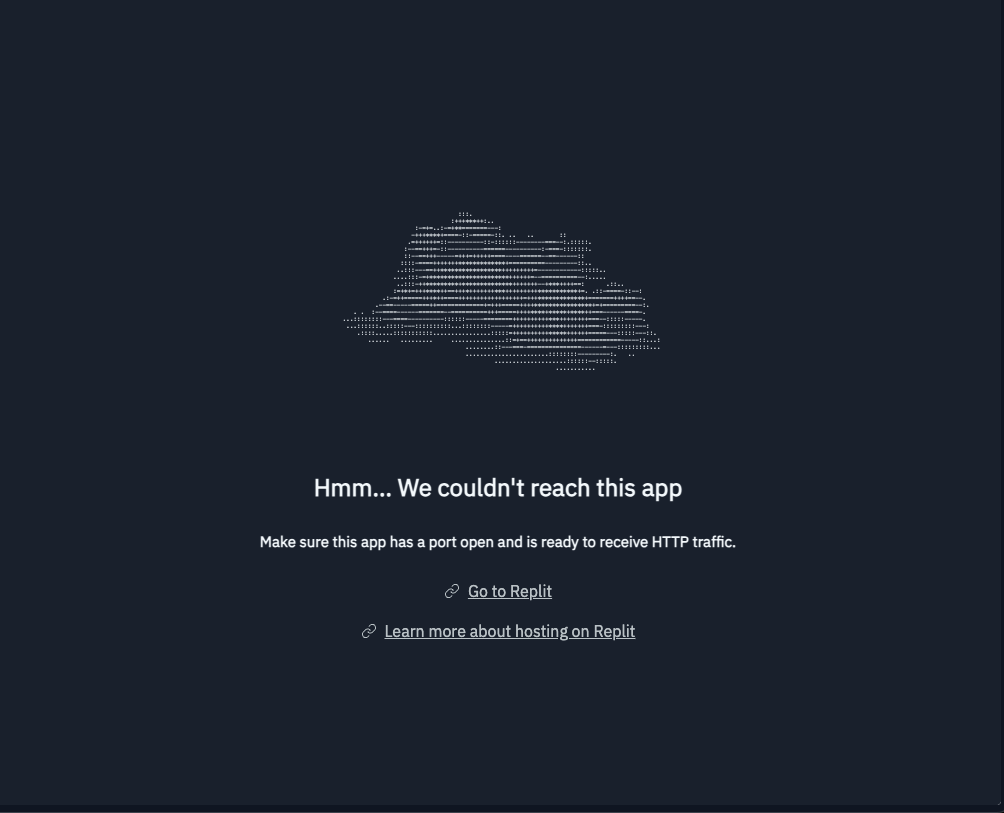 Hmm... We couldn't reach this app
Make sure this app has a port open and is ready to receive HTTP traffic.
Go to Replit
Learn more about hosting on Replit